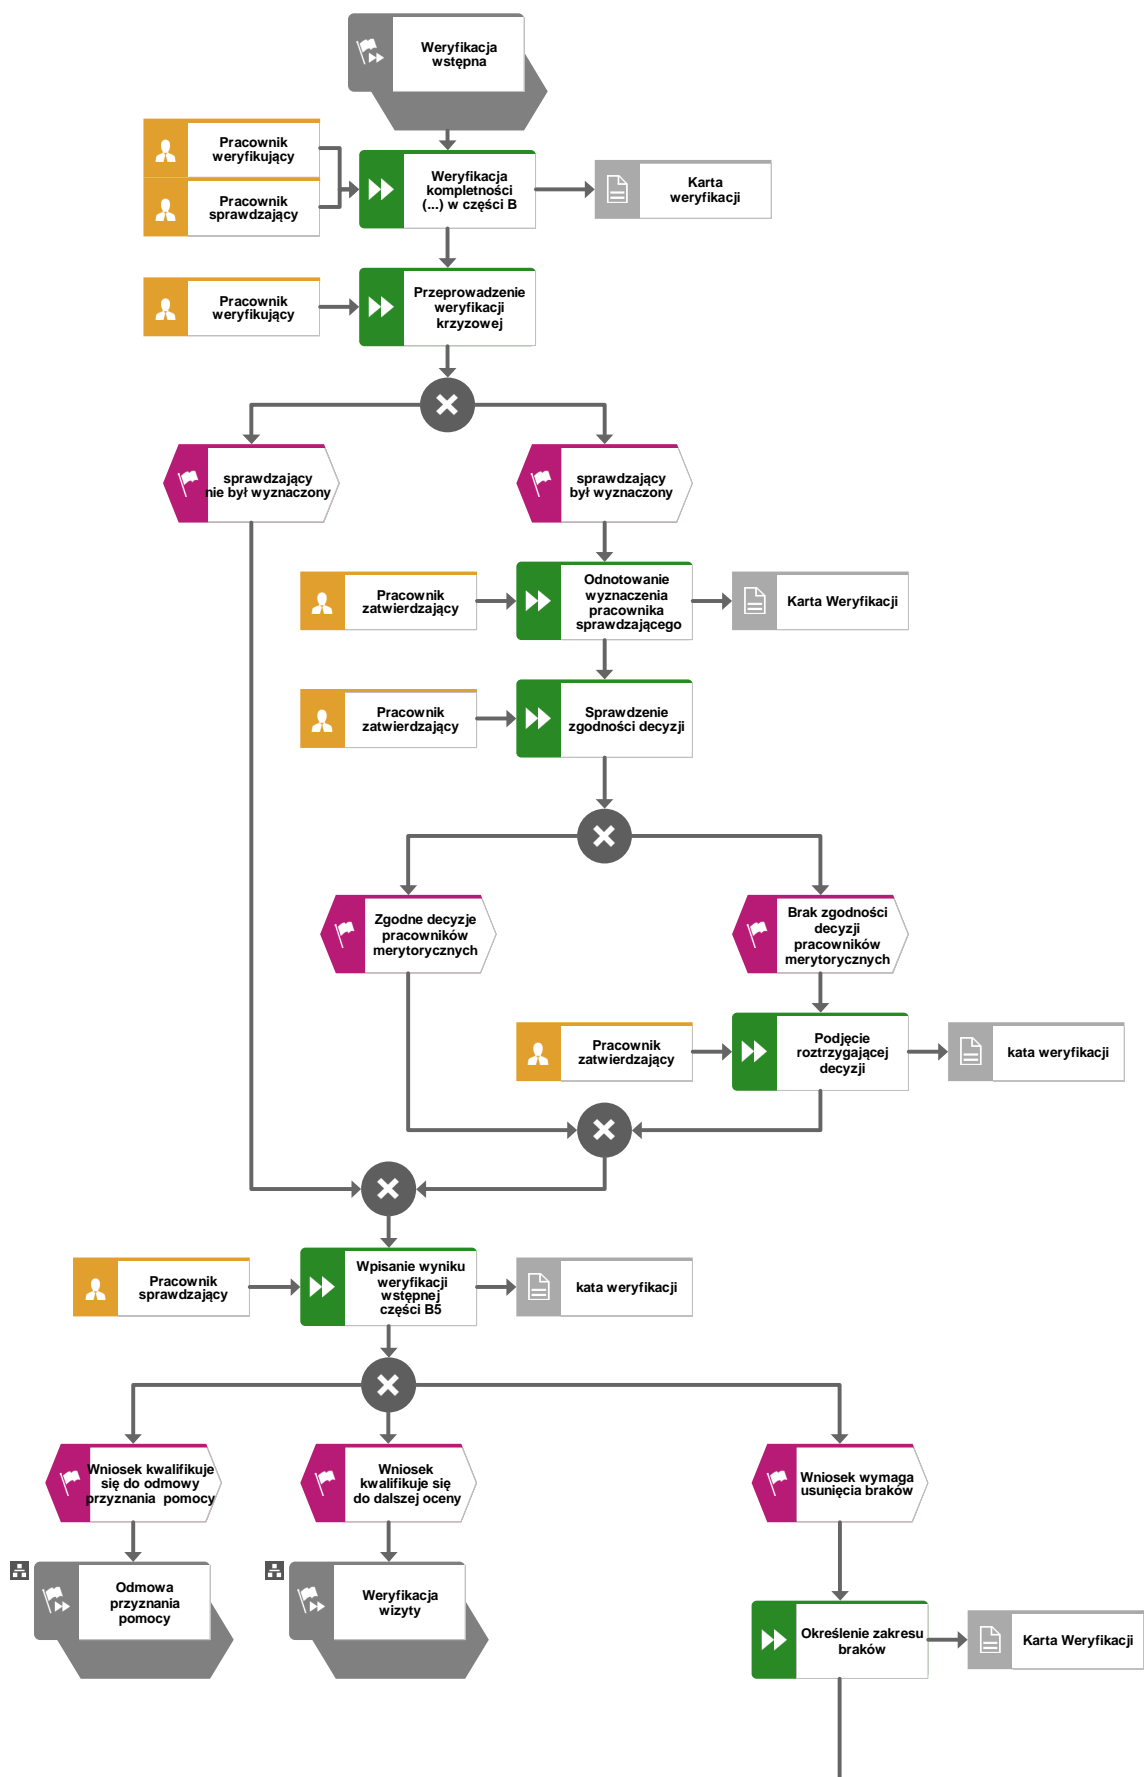 Weryfikacja
wstępna
Pracownik
weryfikujący
Pracownik
sprawdzający
Weryfikacja
kompletności
(...) w części B
Karta
weryfikacji
Pracownik
weryfikujący
Przeprowadzenie
weryfikacji
krzyzowej
sprawdzający
nie był wyznaczony
sprawdzający
był wyznaczony
Pracownik
zatwierdzający
Odnotowanie
wyznaczenia
pracownika
sprawdzającego
Karta Weryfikacji
Pracownik
zatwierdzający
Sprawdzenie
zgodności decyzji
Zgodne decyzje
pracowników
merytorycznych
Brak zgodności
decyzji
pracowników
merytorycznych
Pracownik
zatwierdzający
Podjęcie
roztrzygającej
decyzji
kata weryfikacji
Pracownik
sprawdzający
Wpisanie wyniku
weryfikacji
wstępnej
części B5
kata weryfikacji
Wniosek kwalifikuje
się do odmowy
przyznania  pomocy
Wniosek
kwalifikuje się
do dalszej oceny
Wniosek wymaga
usunięcia braków
Odmowa
przyznania
pomocy
Weryfikacja
wizyty
Określenie zakresu
braków
Karta Weryfikacji